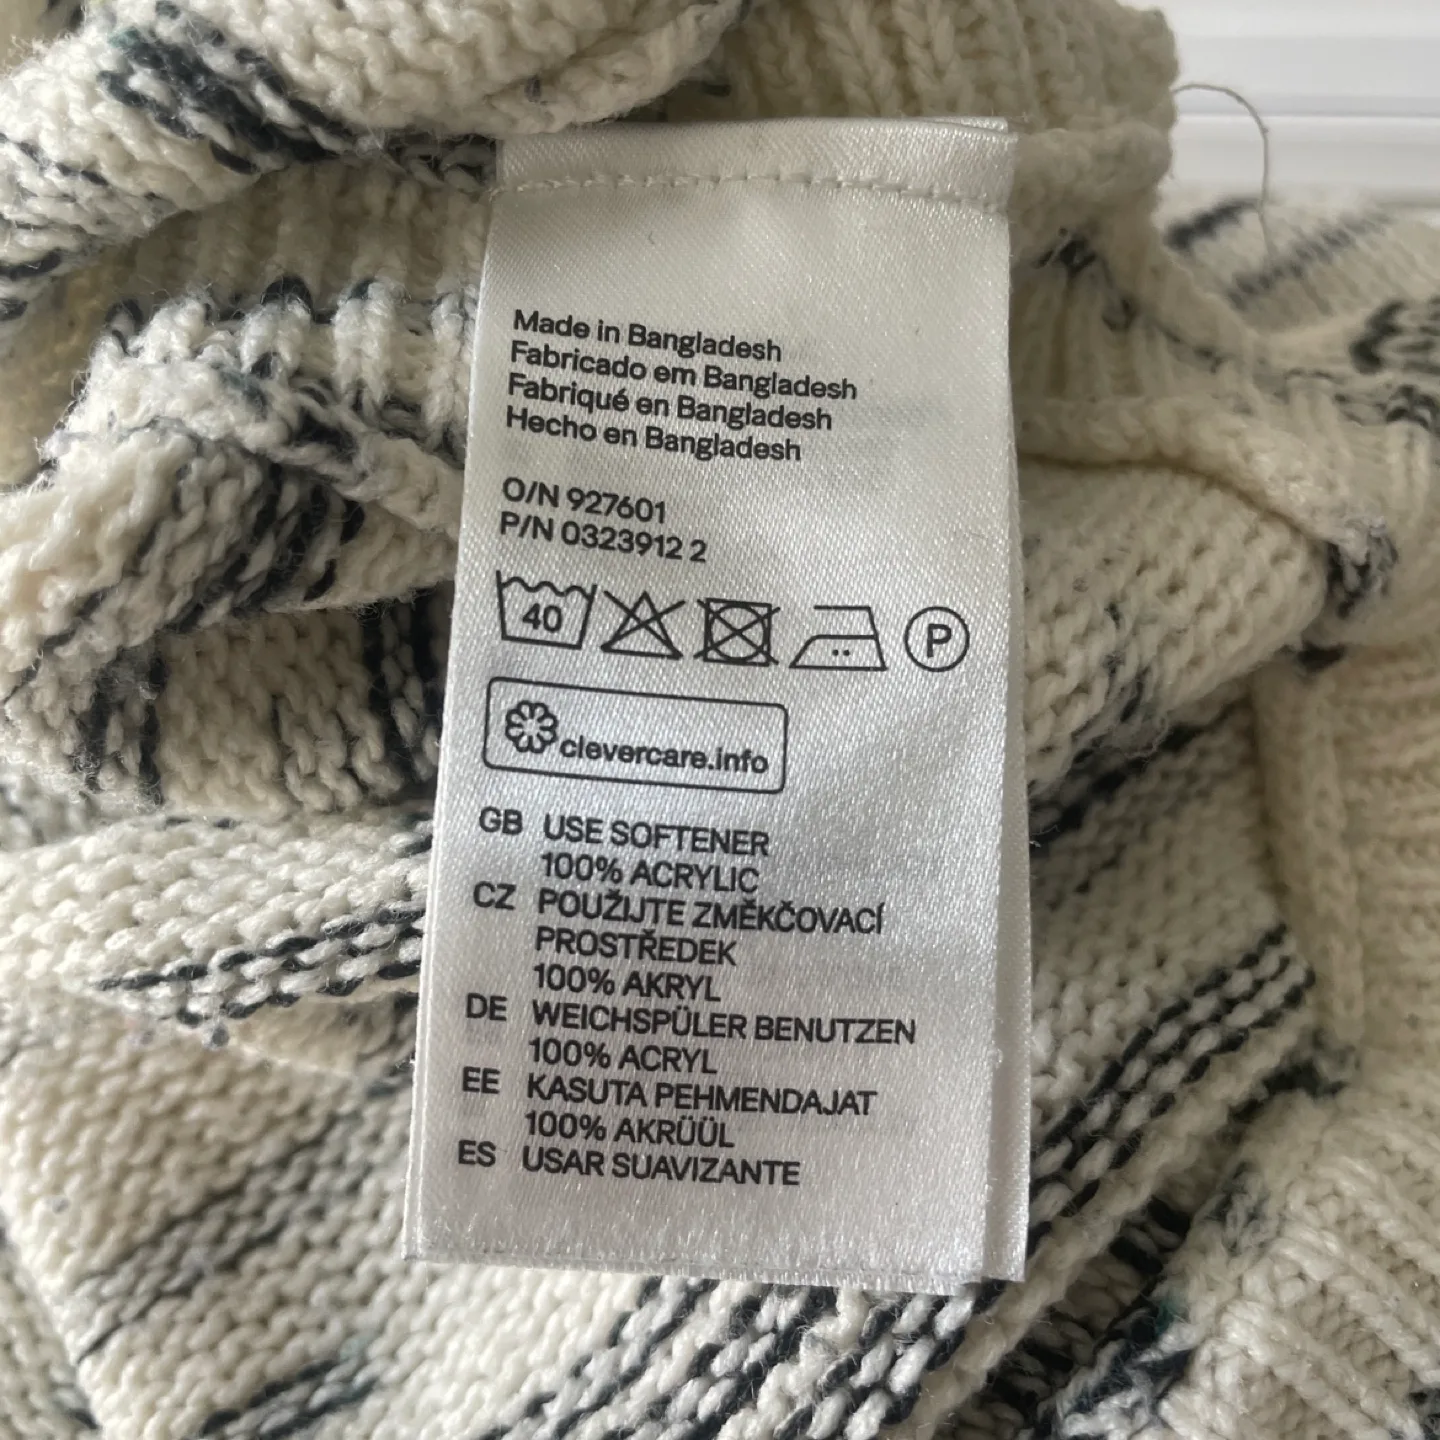 Made in Bangladesh
Fabricado em Bangladesh
Fabriqué en Bangladesh
Hecho en Bangladesh
O/N 927601
P/N 0323912 2
40 P
clevercare.info
GB USE SOFTENER
100% ACRYLIC
CZ POUŽIJTE ZMĚKČOVACÍ
PROSTŘEDEK
100% AKRYL
DE WEICHSPÜLER BENUTZEN
100% ACRYL
EE KASUTA PEHMENDAJAT
100% AKRÜÜL
ES USAR SUAVIZANTE